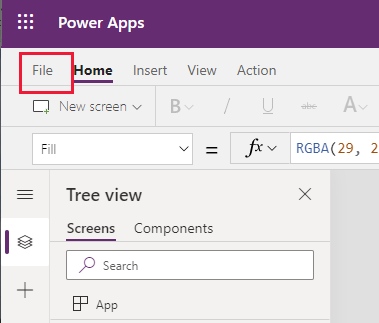 Power Apps
File Home Insert View Action
New screen B / U A
Fill = fx RGBA(29, 2
Tree view
Screens Components
Search
App